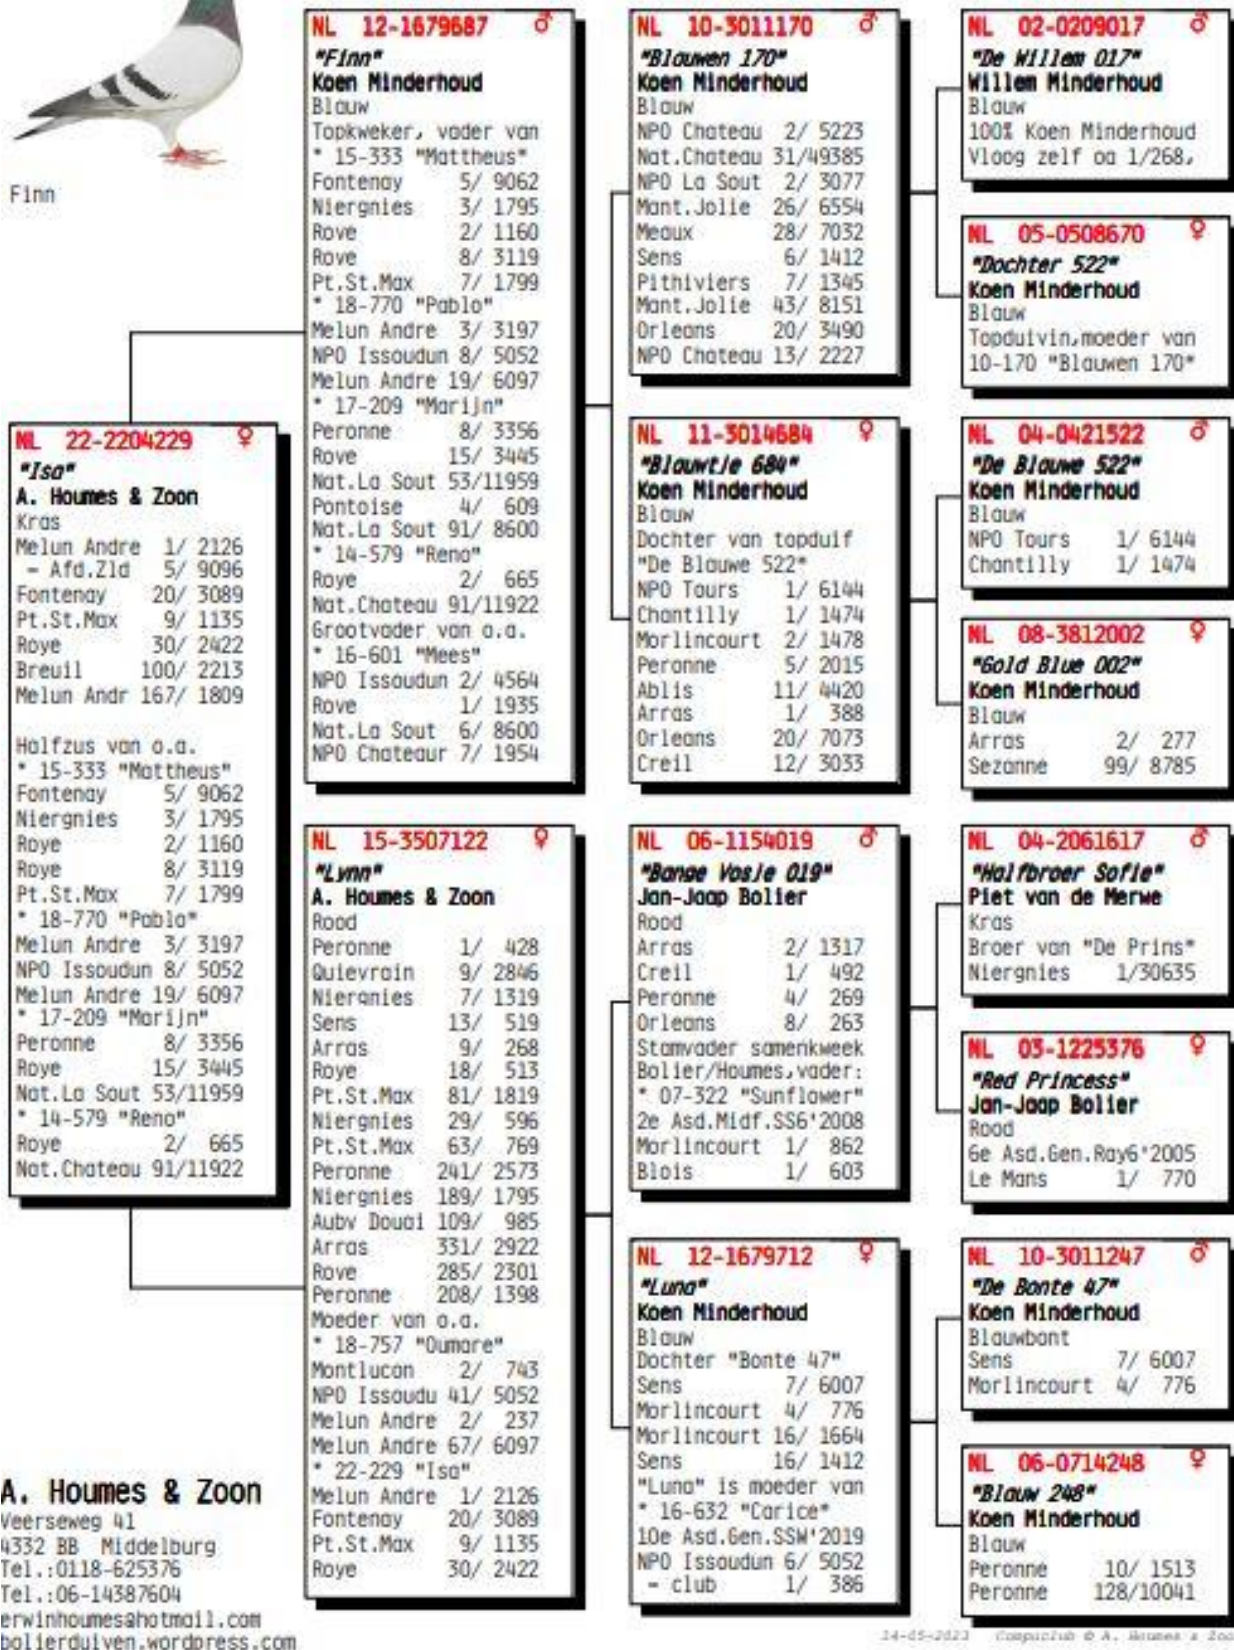 Finn
NL 22-2204229 ♀
"Isa"
A. Houmes & Zoon
Kras
Melun Andre 1/ 2126
- Afd.Zld 5/ 9096
Fontenay 20/ 3089
Pt.St.Max 9/ 1135
Roye 30/ 2422
Breuil 100/ 2213
Melun Andr 167/ 1809
Halfzus van o.a.
* 15-333 "Mattheus"
Fontenay 5/ 9062
Niergnies 3/ 1795
Roye 2/ 1160
Roye 8/ 3119
Pt.St.Max 7/ 1799
* 18-770 "Pablo"
Melun Andre 3/ 3197
NPO Issoudun 8/ 5052
Melun Andre 19/ 6097
* 17-209 "Marijn"
Peronne 8/ 3356
Roye 15/ 3445
Nat.La Sout 53/11959
* 14-579 "Reno"
Roye 2/ 665
Nat.Chateau 91/11922
A. Houmes & Zoon
Veerseweg 41
4332 BB Middelburg
Tel.:0118-625376
Tel.:06-14387604
erwinhoumes@hotmail.com
bolierduiven.wordpress.com
NL 12-1679687 ♂
"Finn"
Koen Minderhoud
Blauw
Topkweker, vader van
* 15-333 "Mattheus"
Fontenay 5/ 9062
Niergnies 3/ 1795
Roye 2/ 1160
Roye 8/ 3119
Pt.St.Max 7/ 1799
* 18-770 "Pablo"
Melun Andre 3/ 3197
NPO Issoudun 8/ 5052
Melun Andre 19/ 6097
* 17-209 "Marijn"
Peronne 8/ 3356
Roye 15/ 3445
Nat.La Sout 53/11959
Pontoise 4/ 609
Nat.La Sout 91/ 8600
* 14-579 "Reno"
Roye 2/ 665
Nat.Chateau 91/11922
Grootvader van o.a.
* 16-601 "Mees"
NPO Issoudun 2/ 4564
Roye 1/ 1935
Nat.La Sout 6/ 8600
NPO Chateaur 7/ 1954
NL 15-3507122 ♀
"Lynn"
A. Houmes & Zoon
Rood
Peronne 1/ 428
Quievrain 9/ 2846
Niergnies 7/ 1319
Sens 13/ 519
Arras 9/ 268
Roye 18/ 513
Pt.St.Max 81/ 1819
Niergnies 29/ 596
Pt.St.Max 63/ 769
Peronne 241/ 2573
Niergnies 189/ 1795
Auby Douai 109/ 985
Arras 331/ 2922
Roye 285/ 2301
Peronne 208/ 1398
Moeder van o.a.
* 18-757 "Oumare"
Montlucon 2/ 743
NPO Issoudu 41/ 5052
Melun Andre 2/ 237
Melun Andre 67/ 6097
* 22-229 "Isa"
Melun Andre 1/ 2126
Fontenay 20/ 3089
Pt.St.Max 9/ 1135
Roye 30/ 2422
NL 10-3011170 ♂
"Blauwen 170"
Koen Minderhoud
Blauw
NPO Chateau 2/ 5223
Nat.Chateau 31/49385
NPO La Sout 2/ 3077
Mant.Jolie 26/ 6554
Meaux 28/ 7032
Sens 6/ 1412
Pithiviers 7/ 1345
Mant.Jolie 43/ 8151
Orleans 20/ 3490
NPO Chateau 13/ 2227
NL 11-3014684 ♀
"Blauwtje 684"
Koen Minderhoud
Blauw
Dochter van topduif
"De Blauwe 522"
NPO Tours 1/ 6144
Chantilly 1/ 1474
Morlincourt 2/ 1478
Peronne 5/ 2015
Ablis 11/ 4420
Arras 1/ 388
Orleans 20/ 7073
Creil 12/ 3033
NL 06-1154019 ♂
"Bange Vosje 019"
Jan-Jaap Bolier
Rood
Arras 2/ 1317
Creil 1/ 492
Peronne 4/ 269
Orleans 8/ 263
Stamvader samenkweek
Bolier/Houmes,vader:
* 07-322 "Sunflower"
2e Asd.Midf.SS6'2008
Morlincourt 1/ 862
Blois 1/ 603
NL 12-1679712 ♀
"Luna"
Koen Minderhoud
Blauw
Dochter "Bonte 47"
Sens 7/ 6007
Morlincourt 4/ 776
Morlincourt 16/ 1664
Sens 16/ 1412
"Luna" is moeder van
* 16-632 "Carice"
10e Asd.Gen.SSW'2019
NPO Issoudun 6/ 5052
- club 1/ 386
NL 02-0209017 ♂
"De Willem 017"
Willem Minderhoud
Blauw
100% Koen Minderhoud
Vloog zelf oa 1/268,
NL 05-0508670 ♀
"Dochter 522"
Koen Minderhoud
Blauw
Topduivin,moeder van
10-170 "Blauwen 170"
NL 04-0421522 ♂
"De Blauwe 522"
Koen Minderhoud
Blauw
NPO Tours 1/ 6144
Chantilly 1/ 1474
NL 08-3812002 ♀
"Gold Blue 002"
Koen Minderhoud
Blauw
Arras 2/ 277
Sezanne 99/ 8785
NL 04-2061617 ♂
"Halfbroer Sofie"
Piet van de Merwe
Kras
Broer van "De Prins"
Niergnies 1/30635
NL 03-1225376 ♀
"Red Princess"
Jan-Jaap Bolier
Rood
6e Asd.Gen.Ray6'2005
Le Mans 1/ 770
NL 10-3011247 ♂
"De Bonte 47"
Koen Minderhoud
Blauwbont
Sens 7/ 6007
Morlincourt 4/ 776
NL 06-0714248 ♀
"Blauw 248"
Koen Minderhoud
Blauw
Peronne 10/ 1513
Peronne 128/10041
14-05-2023 Compuclub © A. Houmes & Zoo